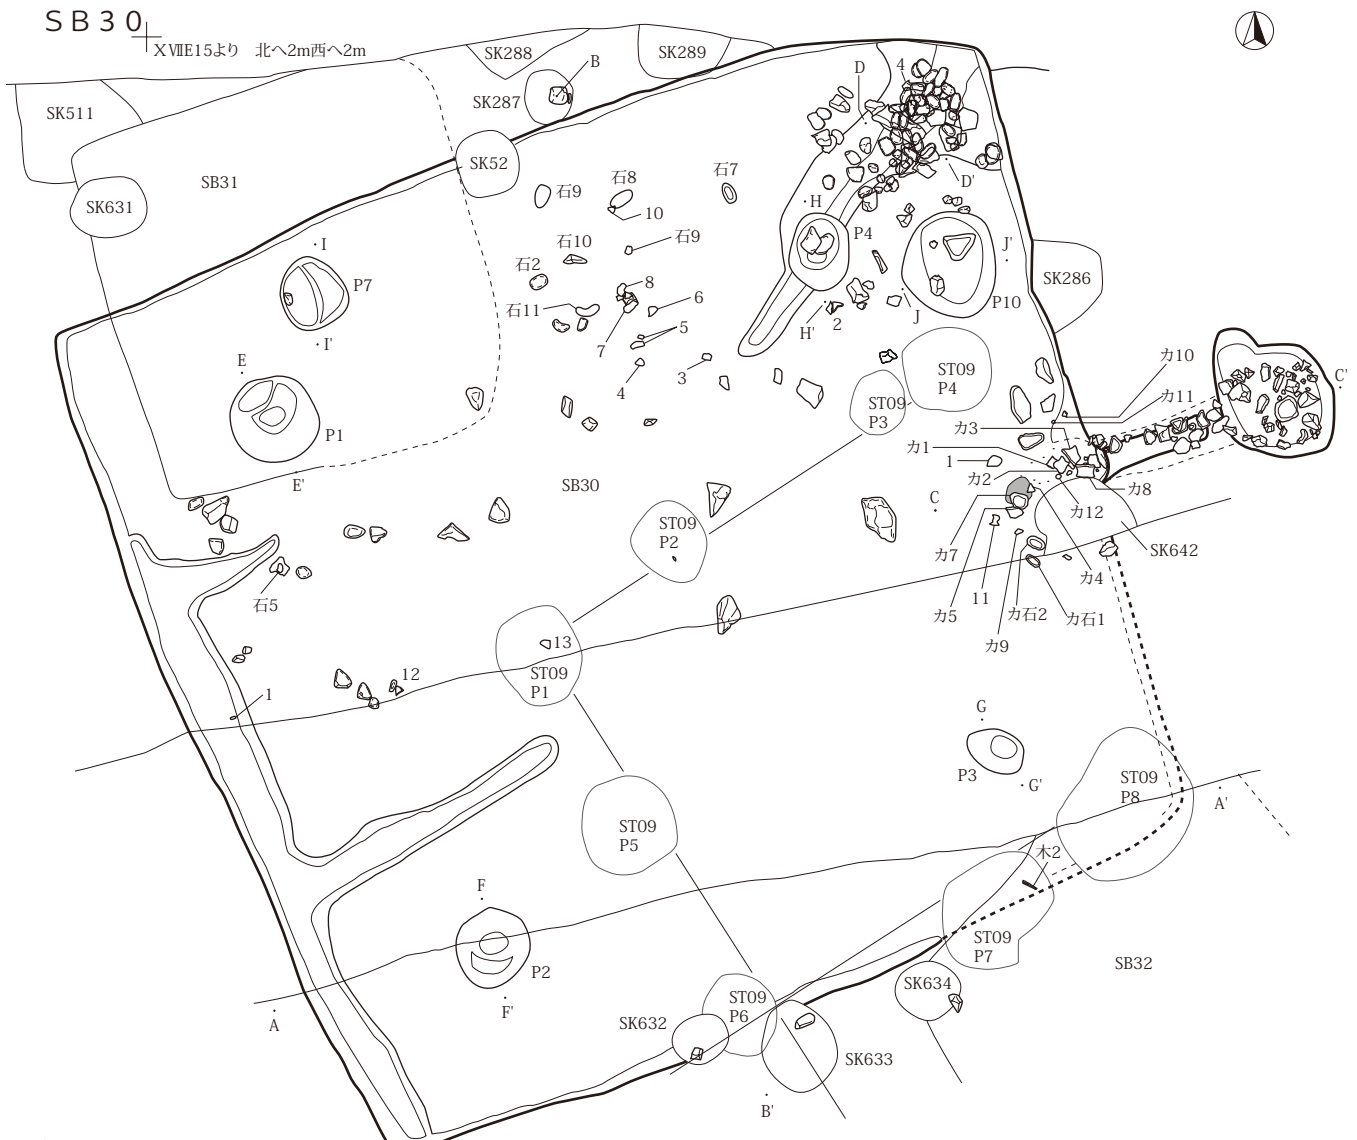 SB30
XⅧE15より 北へ2m西へ2m
SK288
SK289
B
D
4
SK511
SK287
SK52
石7
D'
SB31
石9
石8
SK631
10
H
I
石9
P4
J'
石10
石2
8
SK286
P7
6
P10
石11
J
H'
2
I'
5
7
カ10
E
3
ST09
P4
C'
4
カ11
ST09
P3
カ3
P1
カ1
1
カ2
カ8
E'
SB30
C
カ12
ST09
P2
カ7
SK642
カ4
石5
11
カ5
カ石2
カ石1
カ9
13
12
ST09
P1
1
G
P3
ST09
P8
G'
A'
ST09
P5
木2
F
ST09
P7
SB32
P2
SK634
ST09
P6
F'
A
SK632
SK633
B'